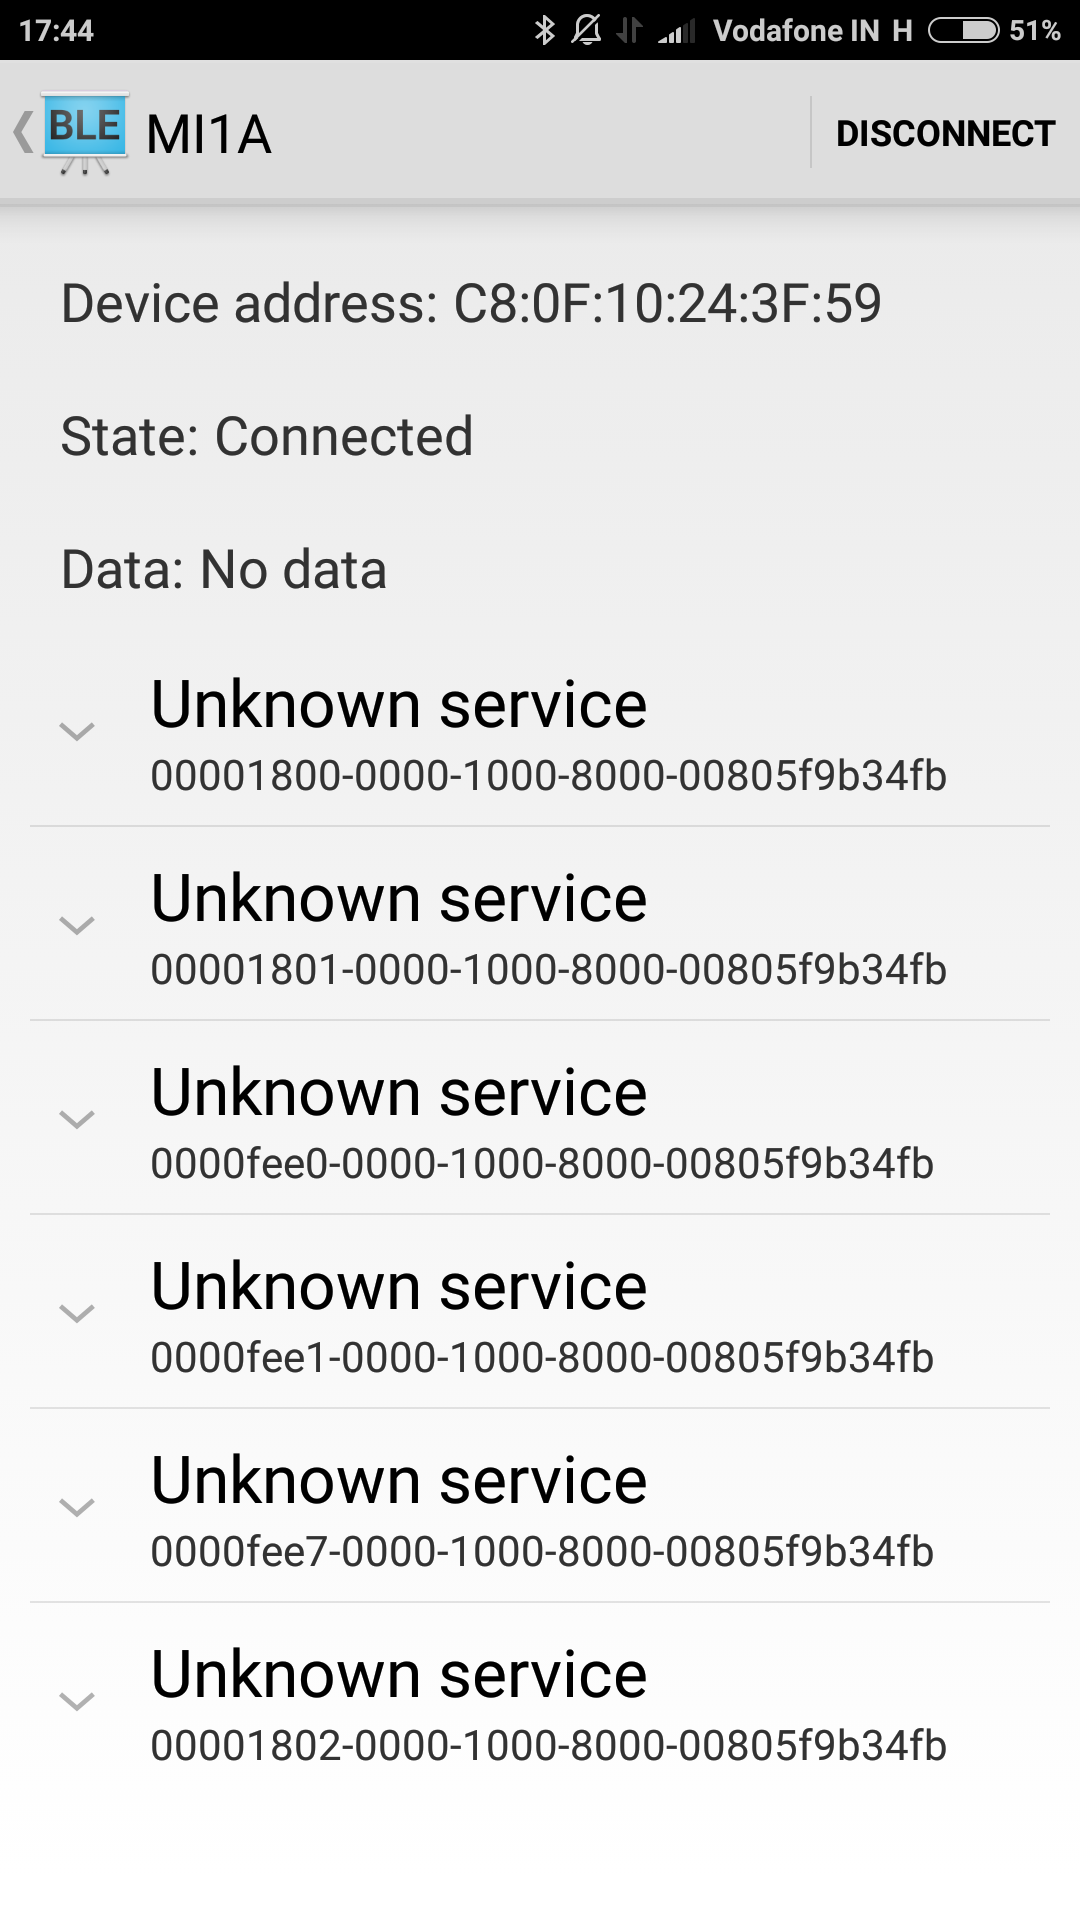 17:44 Vodafone IN H 51%
BLE MI1A DISCONNECT
Device address: C8:0F:10:24:3F:59
State: Connected
Data: No data
Unknown service
00001800-0000-1000-8000-00805f9b34fb
Unknown service
00001801-0000-1000-8000-00805f9b34fb
Unknown service
0000fee0-0000-1000-8000-00805f9b34fb
Unknown service
0000fee1-0000-1000-8000-00805f9b34fb
Unknown service
0000fee7-0000-1000-8000-00805f9b34fb
Unknown service
00001802-0000-1000-8000-00805f9b34fb